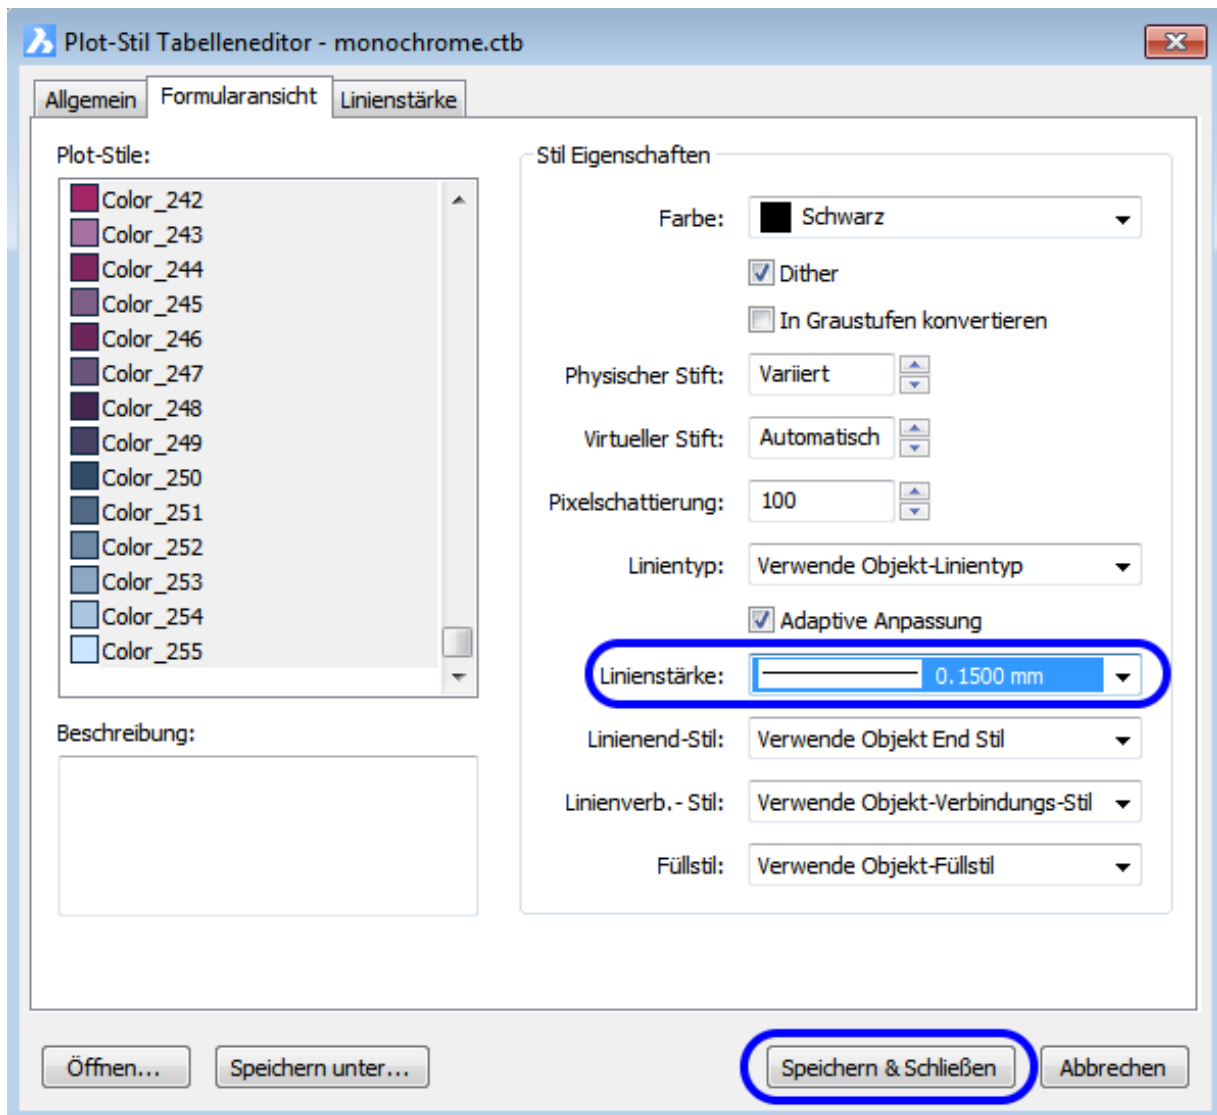 Plot-Stil Tabelleneditor - monochrome.ctb
Allgemein
Formularansicht
Linienstärke
Plot-Stile:
Color_242
Color_243
Color_244
Color_245
Color_246
Color_247
Color_248
Color_249
Color_250
Color_251
Color_252
Color_253
Color_254
Color_255
Beschreibung:
Stil Eigenschaften
Farbe: Schwarz
Dither
In Graustufen konvertieren
Physischer Stift: Variiert
Virtueller Stift: Automatisch
Pixelschattierung: 100
Linientyp: Verwende Objekt-Linientyp
Adaptive Anpassung
Linienstärke: 0.1500 mm
Linienend-Stil: Verwende Objekt End Stil
Linienverb.- Stil: Verwende Objekt-Verbindungs-Stil
Füllstil: Verwende Objekt-Füllstil
Öffnen...
Speichern unter...
Speichern & Schließen
Abbrechen